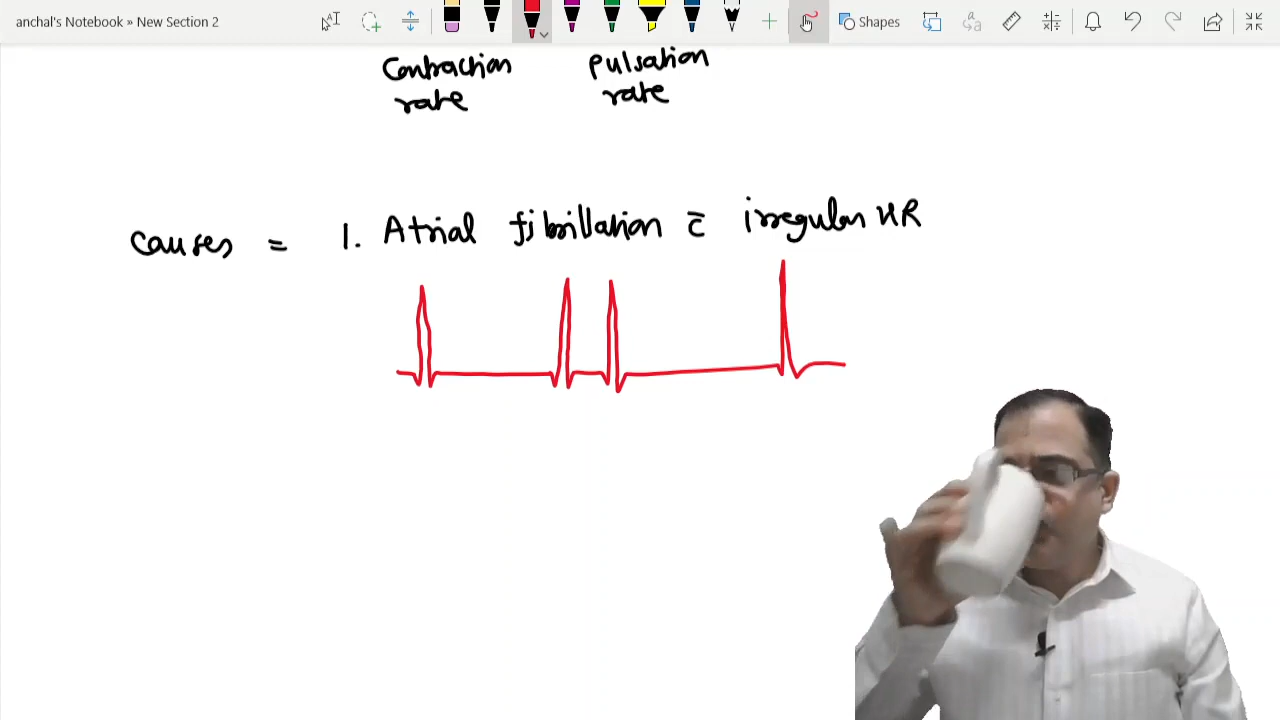 anchal's Notebook » New Section 2
Shapes
Contraction Pulsation
rate rate
causes = 1. Atrial fibrillation c̄ irregular HR